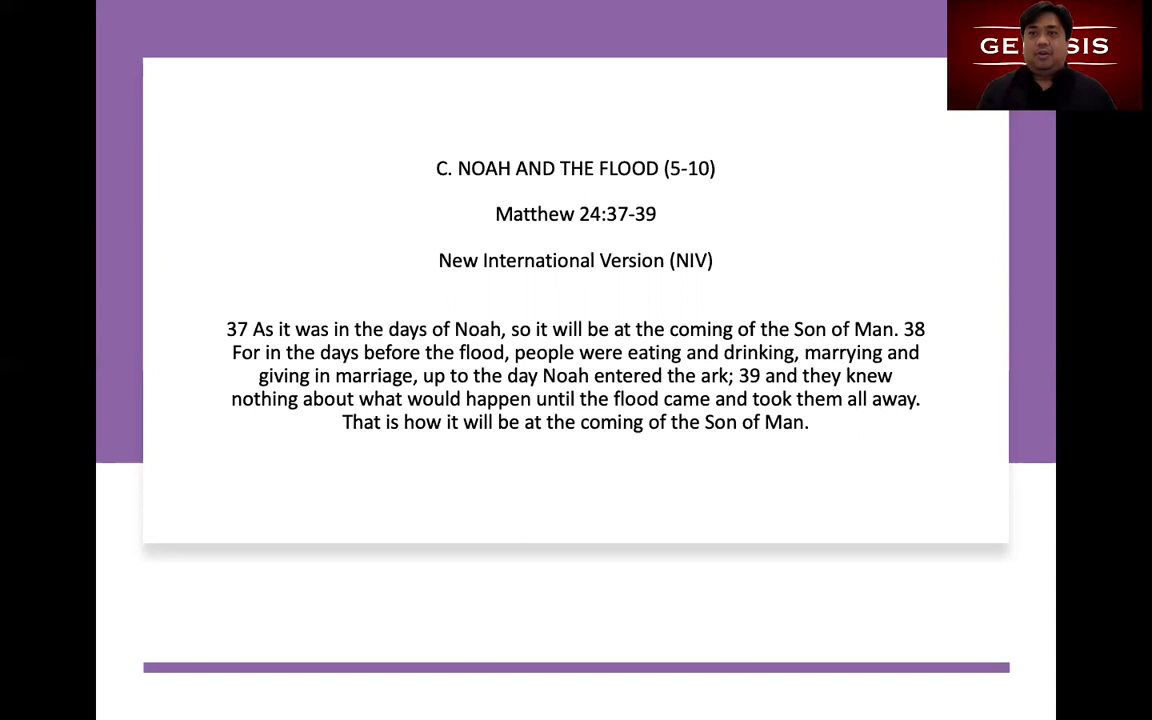 GENESIS
C. NOAH AND THE FLOOD (5-10)
Matthew 24:37-39
New International Version (NIV)
37 As it was in the days of Noah, so it will be at the coming of the Son of Man. 38
For in the days before the flood, people were eating and drinking, marrying and
giving in marriage, up to the day Noah entered the ark; 39 and they knew
nothing about what would happen until the flood came and took them all away.
That is how it will be at the coming of the Son of Man.